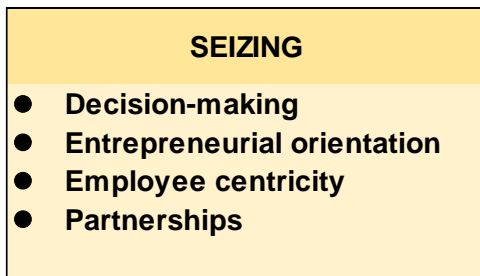 SEIZING
● Decision-making
● Entrepreneurial orientation
● Employee centricity
● Partnerships